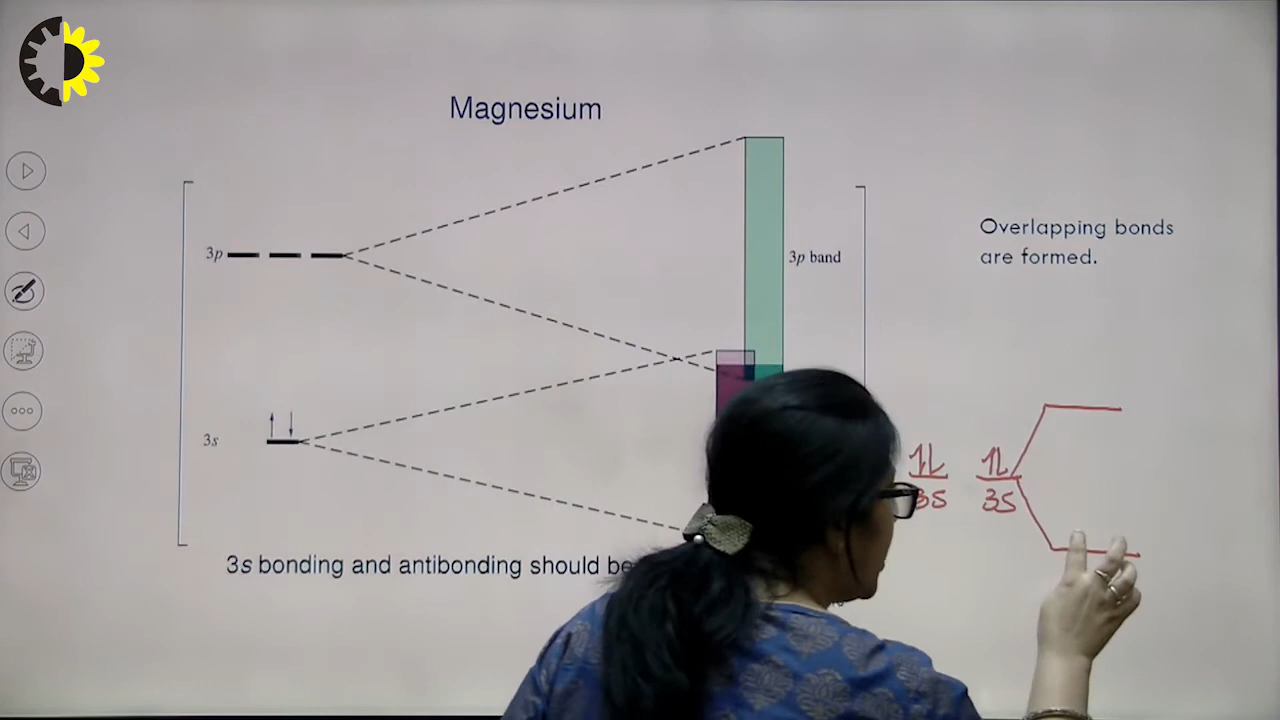 Magnesium
3p
3p band
Overlapping bonds
are formed.
3s
1L 1L
3S 3S
3s bonding and antibonding should be